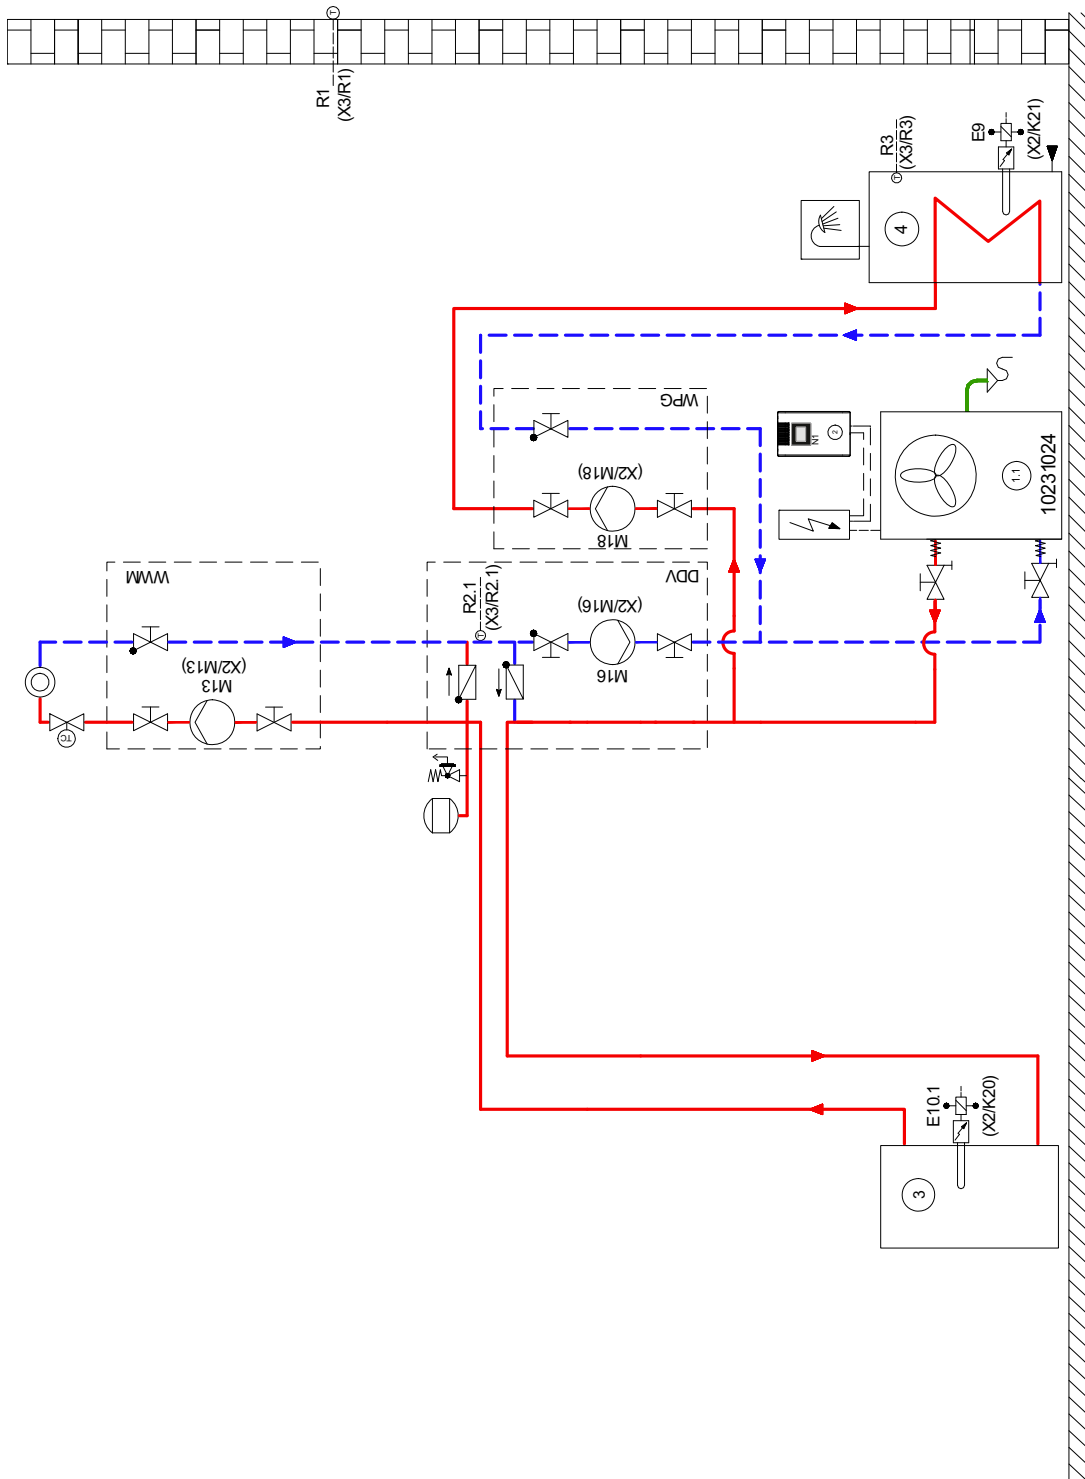 R1
(X3/R1)
T
E9
(X2/K21)
R3
(X3/R3)
T
4
WPG
M18
(X2/M18)
N1
2
1.1
10231024
WWM
M13
(X2/M13)
TC
DDV
R2.1
(X3/R2.1)
T
M16
(X2/M16)
E10.1
(X2/K20)
3